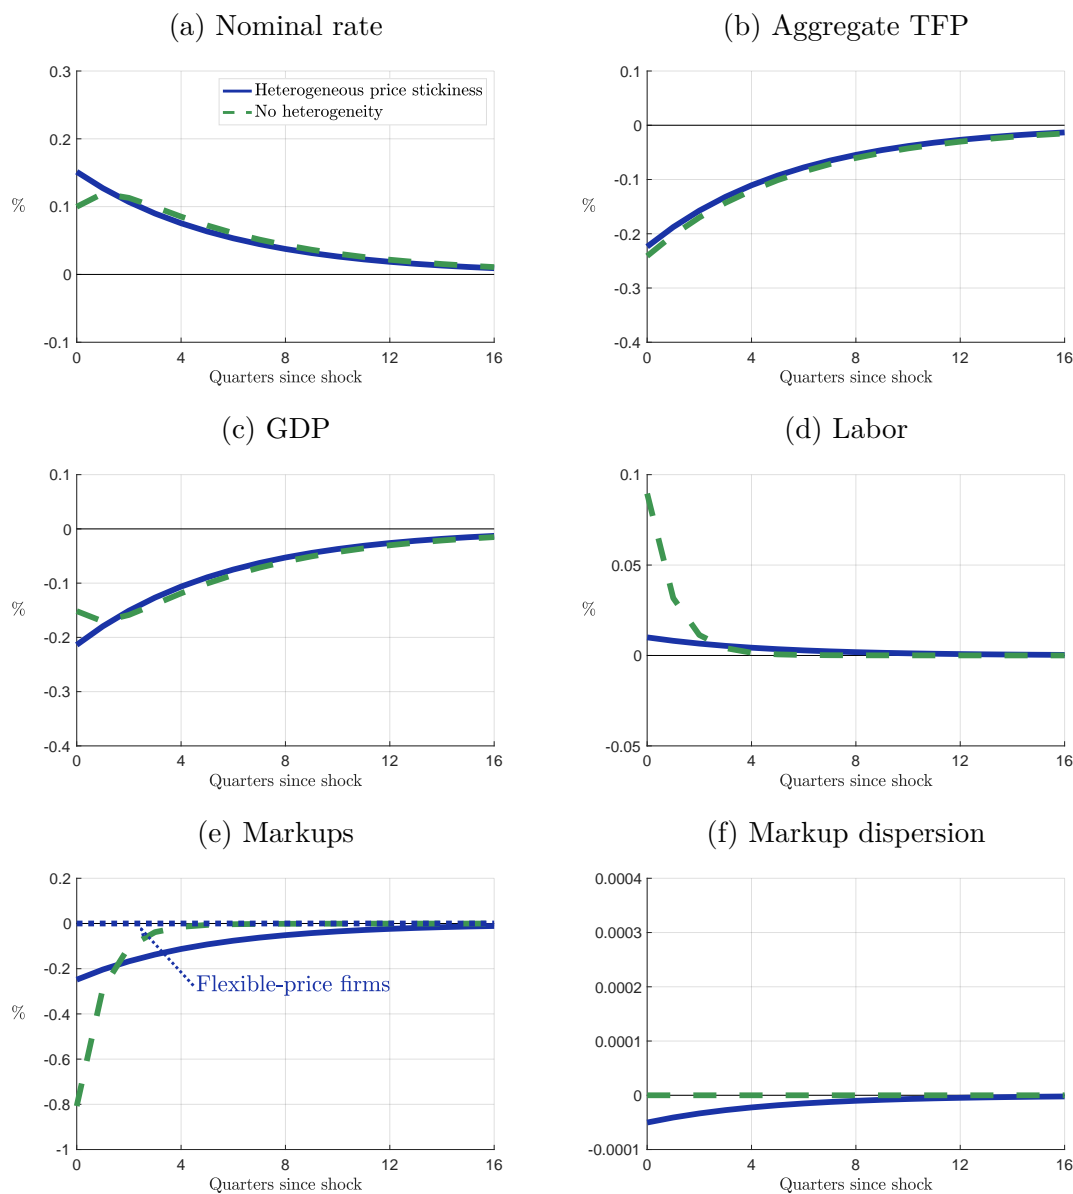 (a) Nominal rate
0.3
0.2
0.1
0
-0.1
%
Heterogeneous price stickiness
No heterogeneity
0 4 8 12 16
Quarters since shock
(b) Aggregate TFP
0.1
0
-0.1
-0.2
-0.3
-0.4
%
0 4 8 12 16
Quarters since shock
(c) GDP
0.1
0
-0.1
-0.2
-0.3
-0.4
%
0 4 8 12 16
Quarters since shock
(d) Labor
0.1
0.05
0
-0.05
%
0 4 8 12 16
Quarters since shock
(e) Markups
0.2
0
-0.2
-0.4
-0.6
-0.8
-1
%
Flexible-price firms
0 4 8 12 16
Quarters since shock
(f) Markup dispersion
0.0004
0.0003
0.0002
0.0001
0
-0.0001
0 4 8 12 16
Quarters since shock